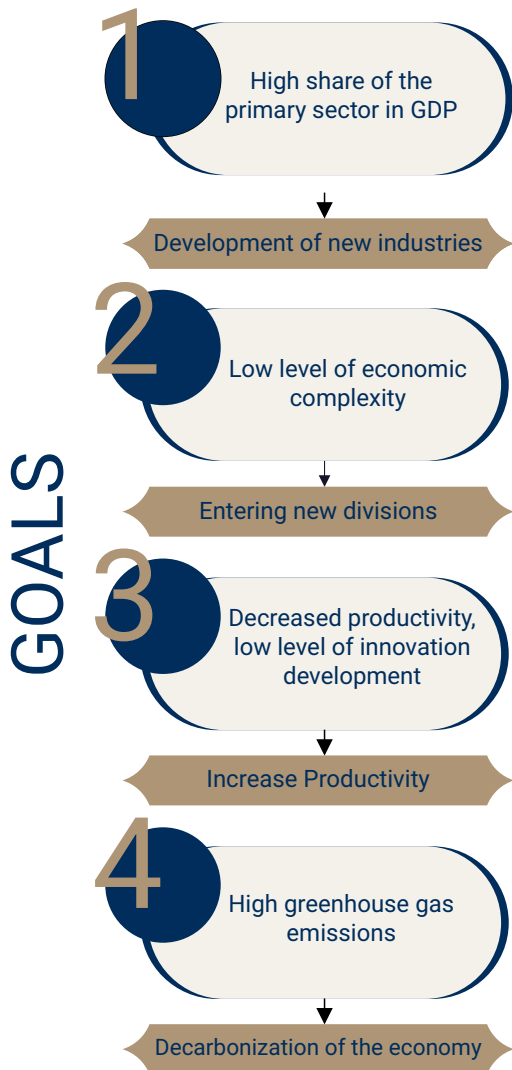 GOALS
1
High share of the
primary sector in GDP
Development of new industries
2
Low level of economic
complexity
Entering new divisions
3
Decreased productivity,
low level of innovation
development
Increase Productivity
4
High greenhouse gas
emissions
Decarbonization of the economy